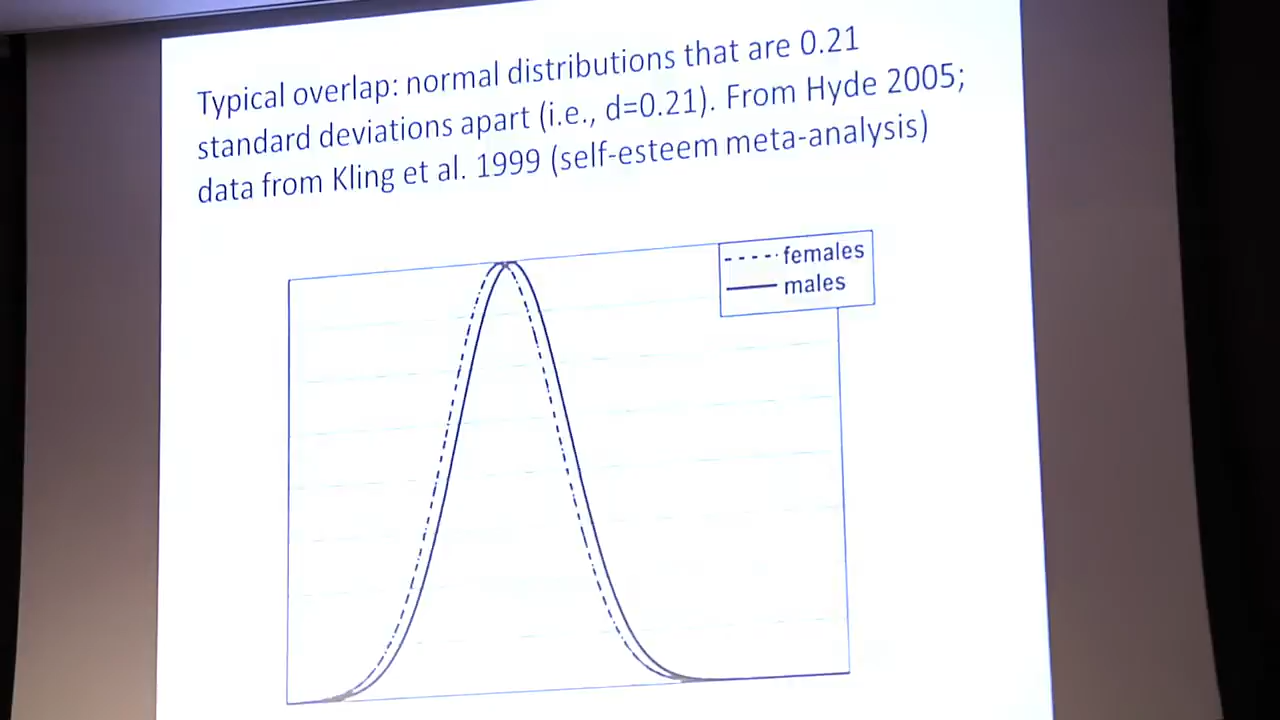 Typical overlap: normal distributions that are 0.21
standard deviations apart (i.e., d=0.21). From Hyde 2005;
data from Kling et al. 1999 (self-esteem meta-analysis)
females
males